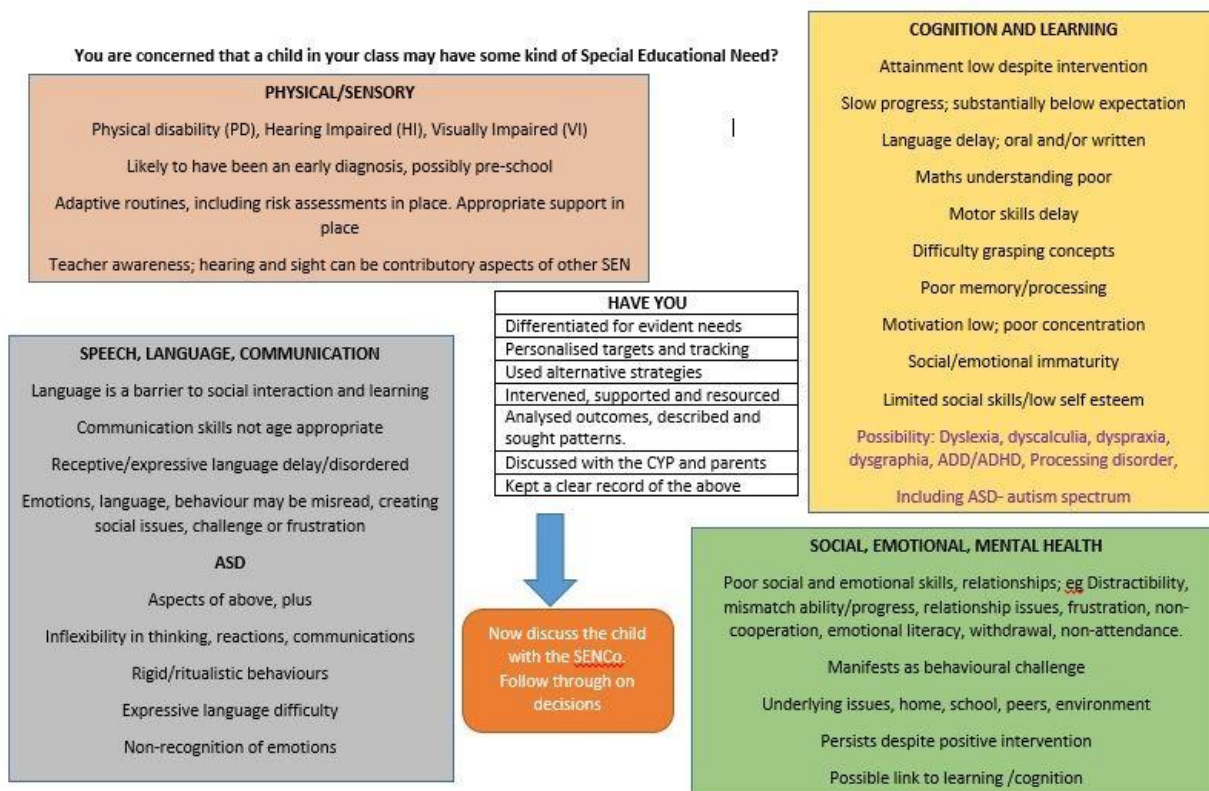 You are concerned that a child in your class may have some kind of Special Educational Need?
PHYSICAL/SENSORY
Physical disability (PD), Hearing Impaired (HI), Visually Impaired (VI)
Likely to have been an early diagnosis, possibly pre-school
Adaptive routines, including risk assessments in place. Appropriate support in
place
Teacher awareness; hearing and sight can be contributory aspects of other SEN
COGNITION AND LEARNING
Attainment low despite intervention
Slow progress; substantially below expectation
Language delay; oral and/or written
Maths understanding poor
Motor skills delay
Difficulty grasping concepts
Poor memory/processing
Motivation low; poor concentration
Social/emotional immaturity
Limited social skills/low self esteem
Possibility: Dyslexia, dyscalculia, dyspraxia,
dysgraphia, ADD/ADHD, Processing disorder,
Including ASD- autism spectrum
HAVE YOU
Differentiated for evident needs
Personalised targets and tracking
Used alternative strategies
Intervened, supported and resourced
Analysed outcomes, described and
sought patterns.
Discussed with the CYP and parents
Kept a clear record of the above
SPEECH, LANGUAGE, COMMUNICATION
Language is a barrier to social interaction and learning
Communication skills not age appropriate
Receptive/expressive language delay/disordered
Emotions, language, behaviour may be misread, creating
social issues, challenge or frustration
ASD
Aspects of above, plus
Inflexibility in thinking, reactions, communications
Rigid/ritualistic behaviours
Expressive language difficulty
Non-recognition of emotions
Now discuss the child
with the SENCo.
Follow through on
decisions
SOCIAL, EMOTIONAL, MENTAL HEALTH
Poor social and emotional skills, relationships; eg Distractibility,
mismatch ability/progress, relationship issues, frustration, non-
cooperation, emotional literacy, withdrawal, non-attendance.
Manifests as behavioural challenge
Underlying issues, home, school, peers, environment
Persists despite positive intervention
Possible link to learning /cognition